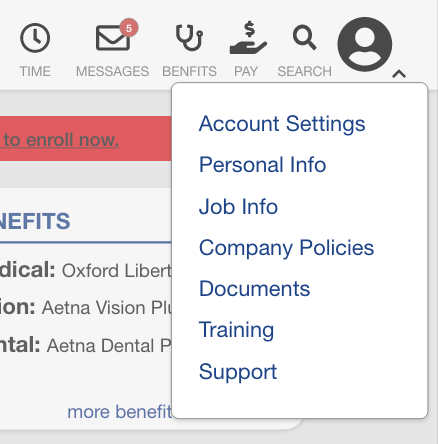 5
TIME MESSAGES BENFITS PAY SEARCH
Account Settings
Personal Info
Job Info
Company Policies
Documents
Training
Support
to enroll now.
NEFITS
dical: Oxford Libert
ion: Aetna Vision Plu
ntal: Aetna Dental P
more benefit